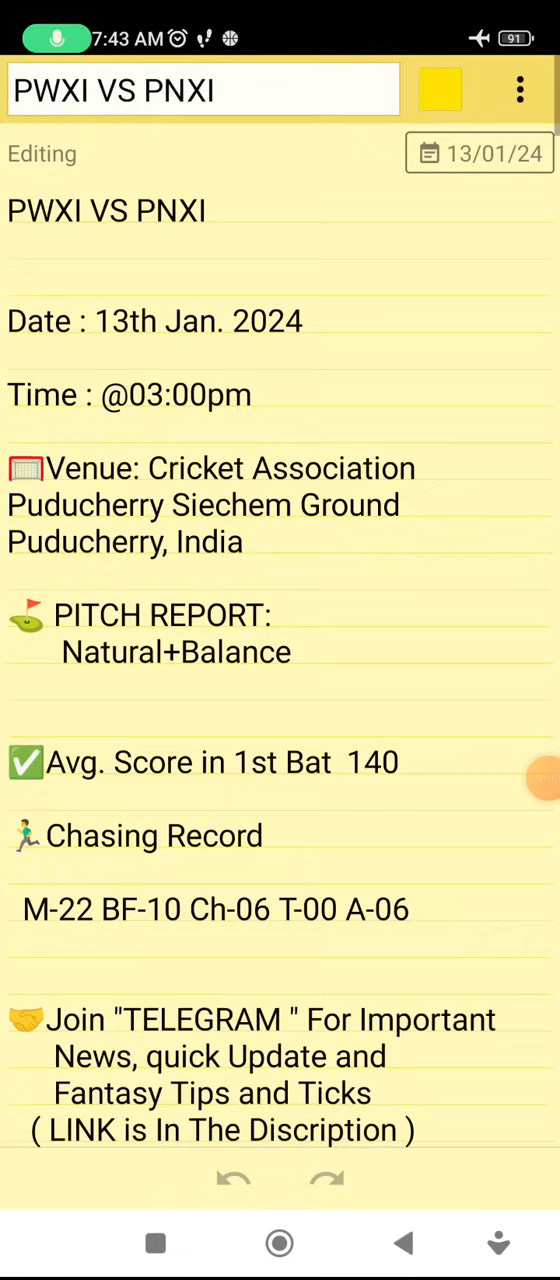 7:43 AM
91
PWXI VS PNXI
Editing
13/01/24
PWXI VS PNXI
Date : 13th Jan. 2024
Time : @03:00pm
🥅Venue: Cricket Association
Puducherry Siechem Ground
Puducherry, India
⛳ PITCH REPORT:
Natural+Balance
✅Avg. Score in 1st Bat 140
🏃‍♂️Chasing Record
M-22 BF-10 Ch-06 T-00 A-06
🤝Join "TELEGRAM " For Important
News, quick Update and
Fantasy Tips and Ticks
( LINK is In The Discription )